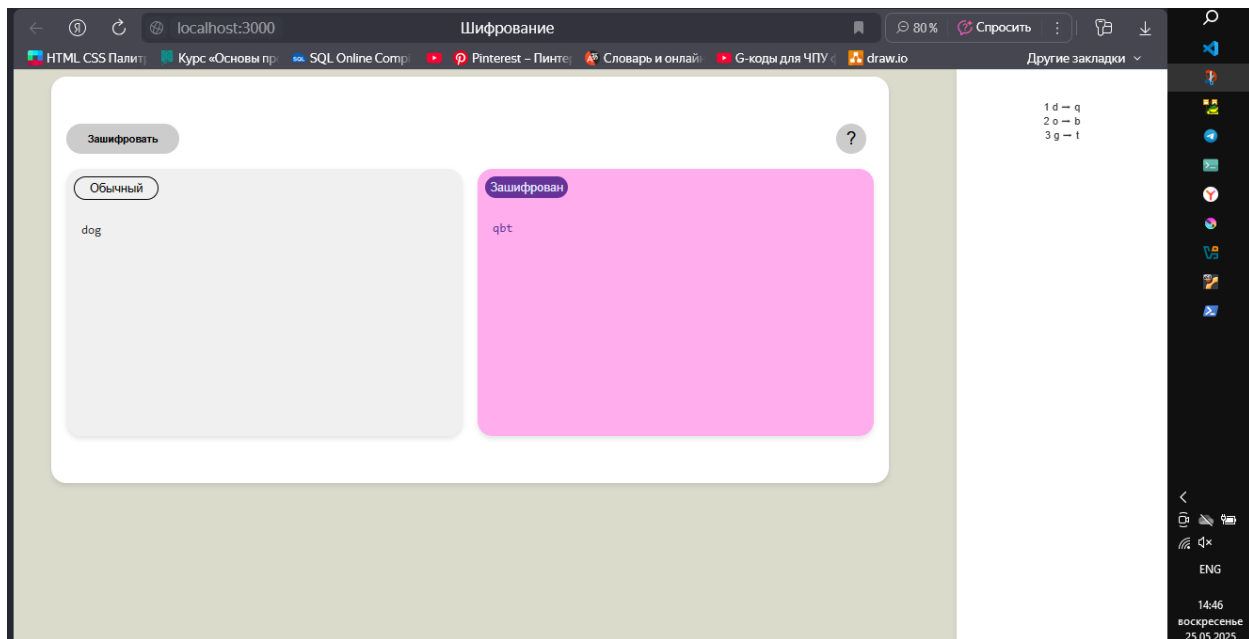 localhost:3000
Шифрование
80%
Спросить
HTML CSS Палит
Курс «Основы пр
SQL Online Compi
Pinterest – Пинте
Словарь и онлай
G-коды для ЧПУ
draw.io
Другие закладки
Зашифровать
?
Обычный
dog
Зашифрован
qbt
1 d → q
2 o → b
3 g → t
ENG
14:46
воскресенье
25.05.2025